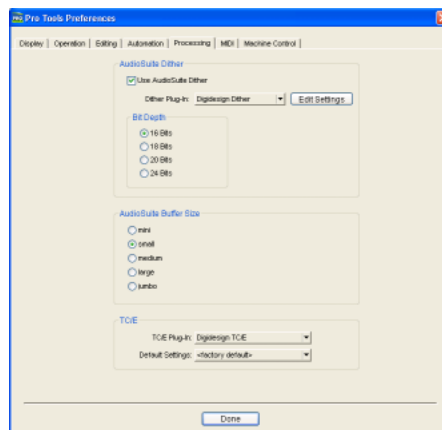 Pro Tools Preferences
Display | Operation | Editing | Automation | Processing | MIDI | Machine Control
AudioSuite Dither
Use AudioSuite Dither
Dither Plug-In: Digidesign Dither Edit Settings
Bit Depth
16 Bits
18 Bits
20 Bits
24 Bits
AudioSuite Buffer Size
mini
small
medium
large
jumbo
TC/E
TC/E Plug-In: Digidesign TC/E
Default Settings: <factory default>
Done